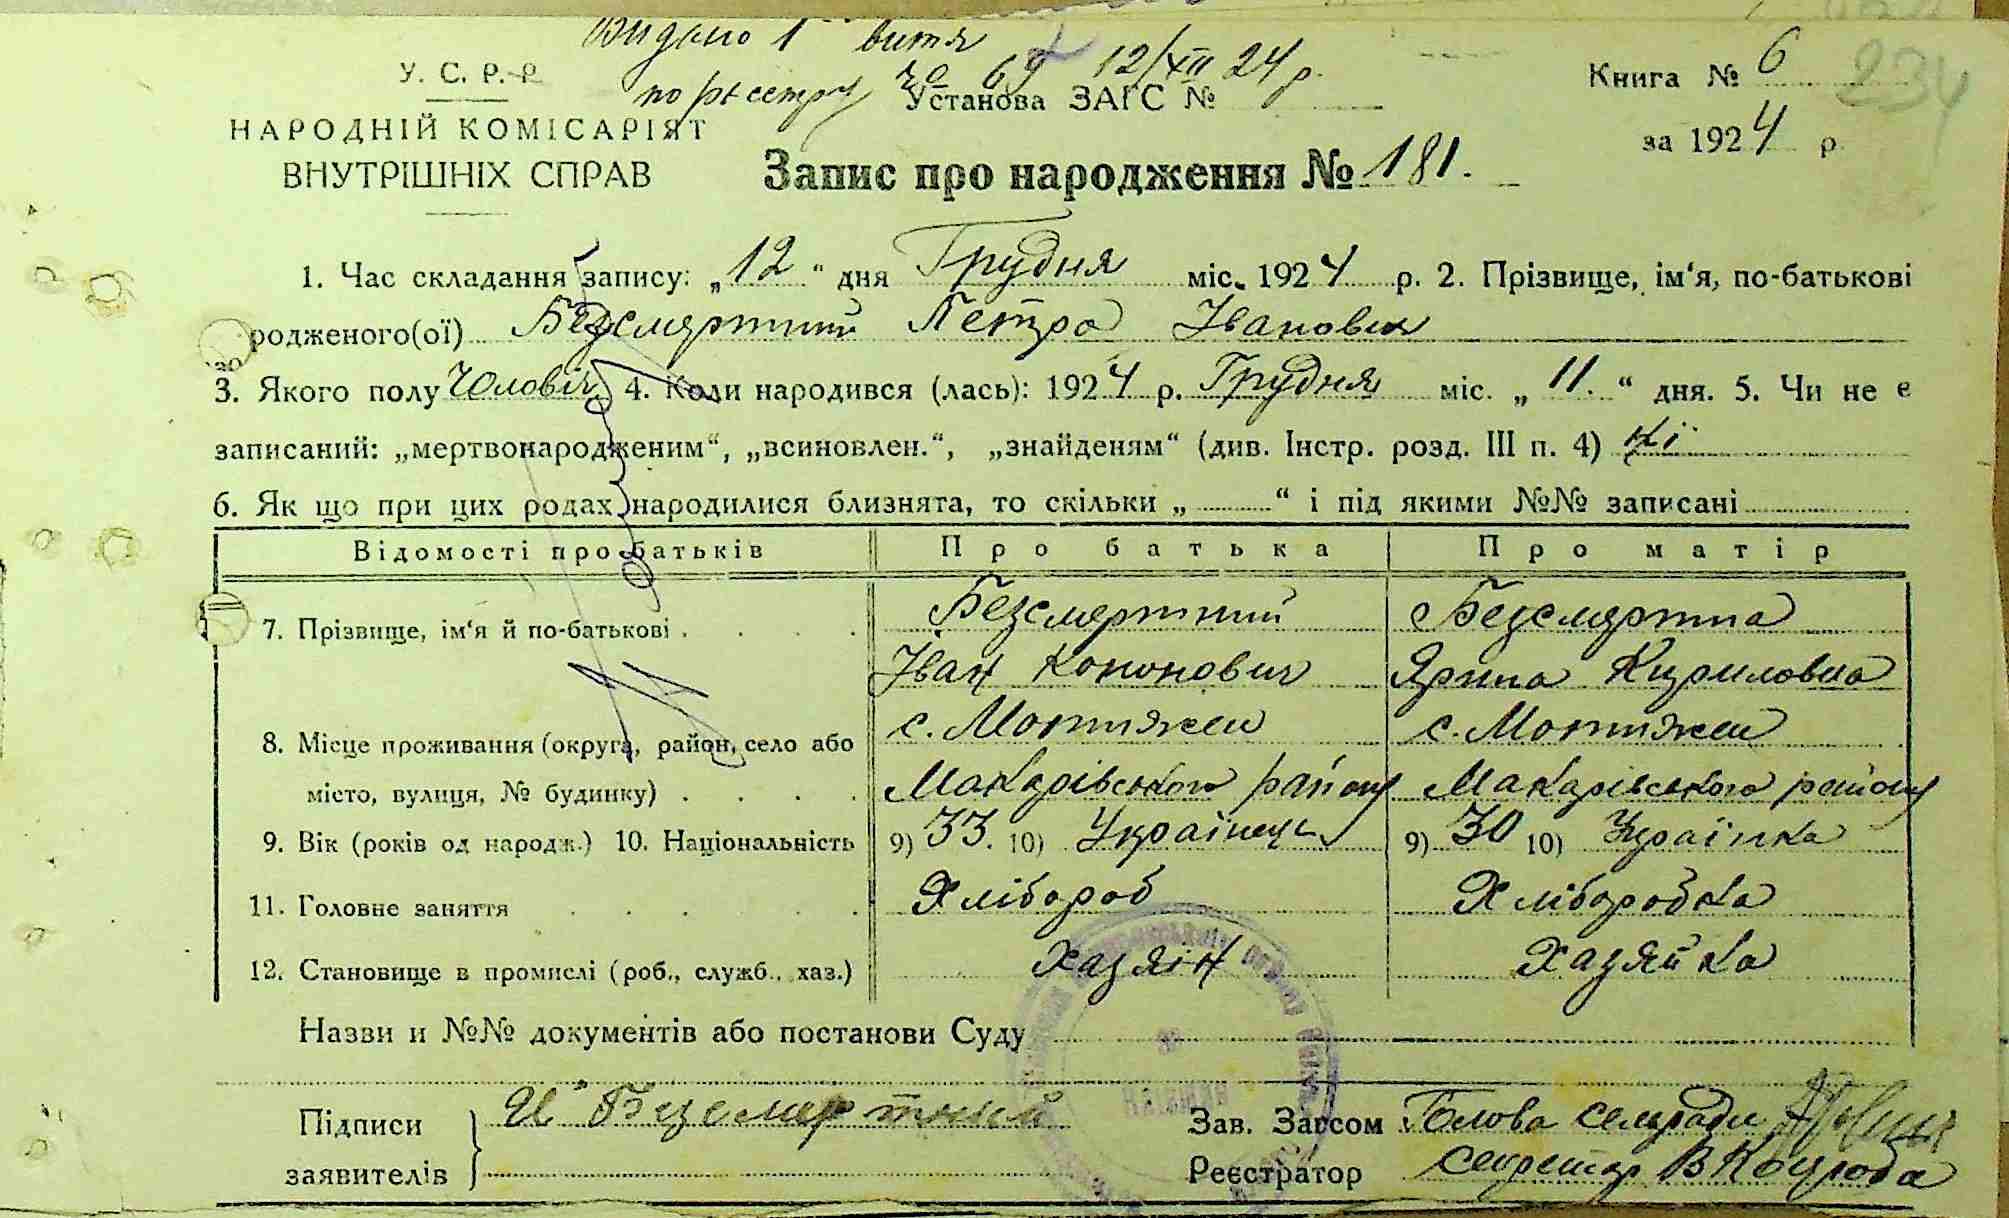 Видано 1 витяг
по реєстру № 69 12/XII 24 р.
У. С. Р. Р.
НАРОДНІЙ КОМІСАРІЯТ
ВНУТРІШНІХ СПРАВ
Установа ЗАГС №
Книга № 6
234
за 1924 р.
Запис про народження № 181.
1. Час складання запису: „12“ дня Грудня міс. 1924 р. 2. Прізвище, ім‘я, по-батькові
родженого(ої) Безсмертний Петро Іванович
3. Якого полу Чоловіч. 4. Коли народився (лась): 1924 р. Грудня міс. „11.“ дня. 5. Чи не є
записаний: „мертвонародженим“, „всиновлен.“, „знайденям“ (див. Інстр. розд. III п. 4) Ні
6. Як що при цих родах народилися близнята, то скільки „ “ і під якими №№ записані
Відомості про батьків Про батька Про матір
7. Прізвище, ім‘я й по-батькові . . . . Безсмертний Безсмертна
Іван Кононович Ярина Кириловна
8. Місце проживання (округа, район, село або с. Мотижен с. Мотижен
місто, вулиця, № будинку) . . . . Макарівського району Макарівського району
9. Вік (років од народж.) 10. Національність 9) 33. 10) Українець 9) 30 10) Українка
11. Головне заняття . . . . . Хлібороб Хліборобка
12. Становище в промислі (роб., служб., хаз.) Хазяїн Хазяйка
Назви и №№ документів або постанови Суду
Підписи И Безсмертный Зав. Загсом Голова сельради
заявителів Реєстратор Секретар В Коцюба